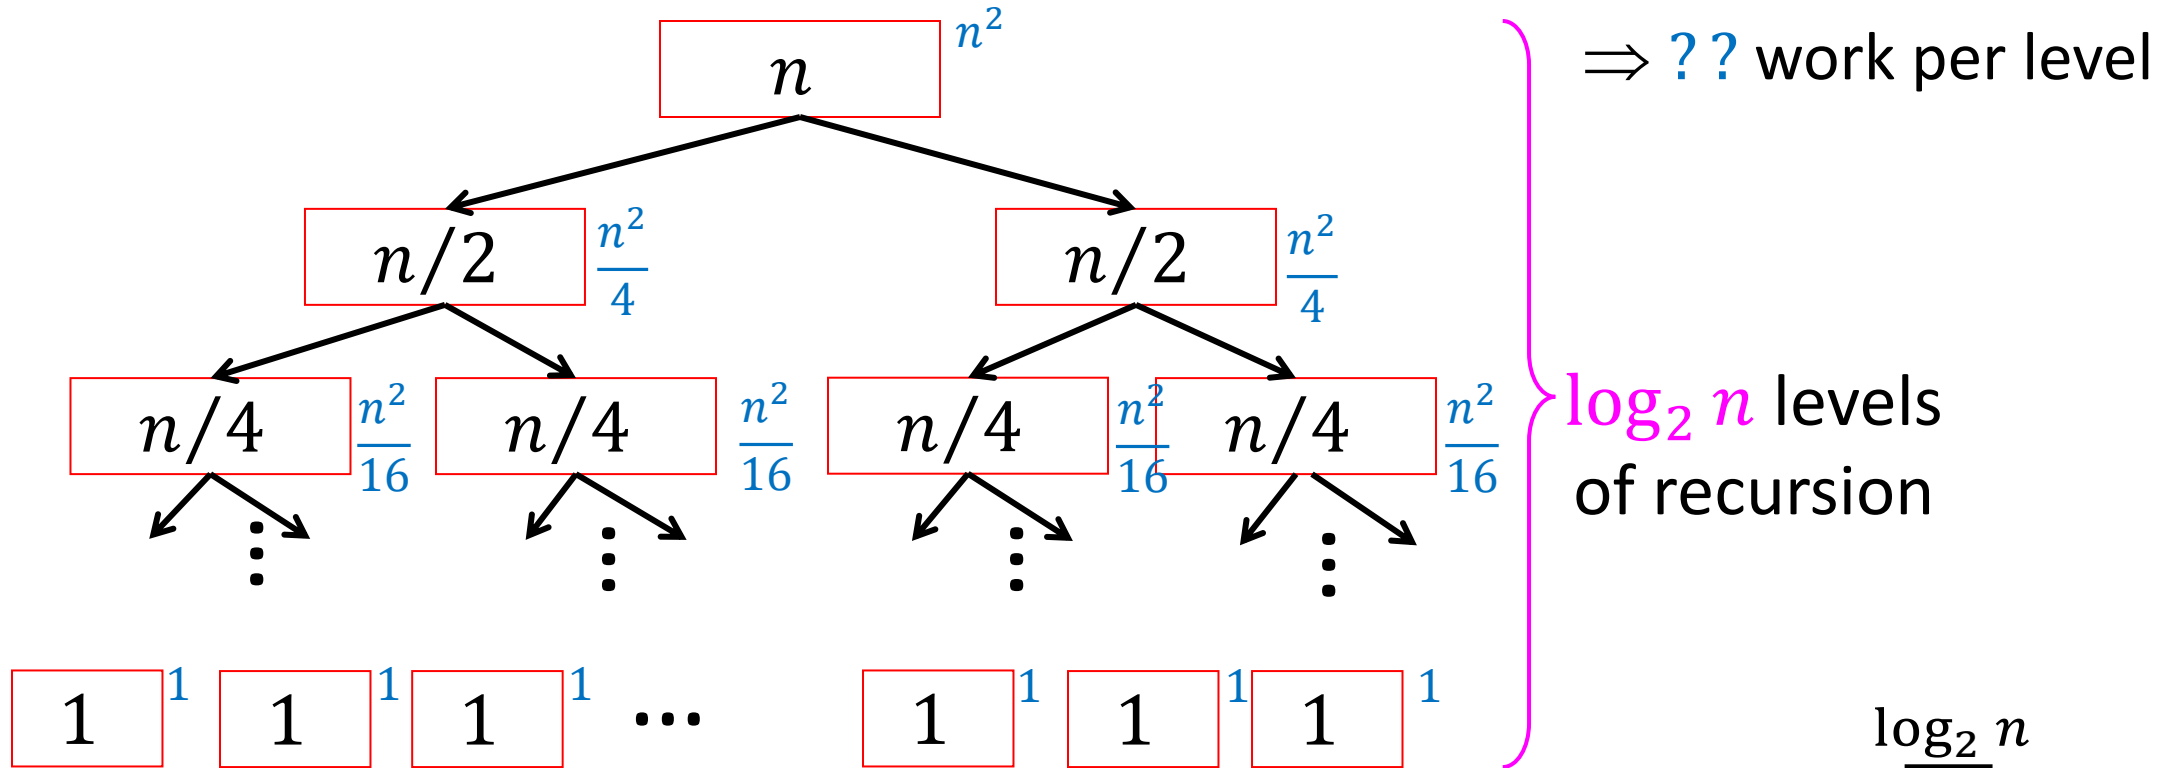 n n²
⇒ ?? work per level
n/2 n²/4 n/2 n²/4
n/4 n²/16 n/4 n²/16 n/4 n²/16 n/4 n²/16
log₂ n levels
of recursion
1 1 1 1 1 1 ⋯ 1 1 1 1 1 1
log₂ n